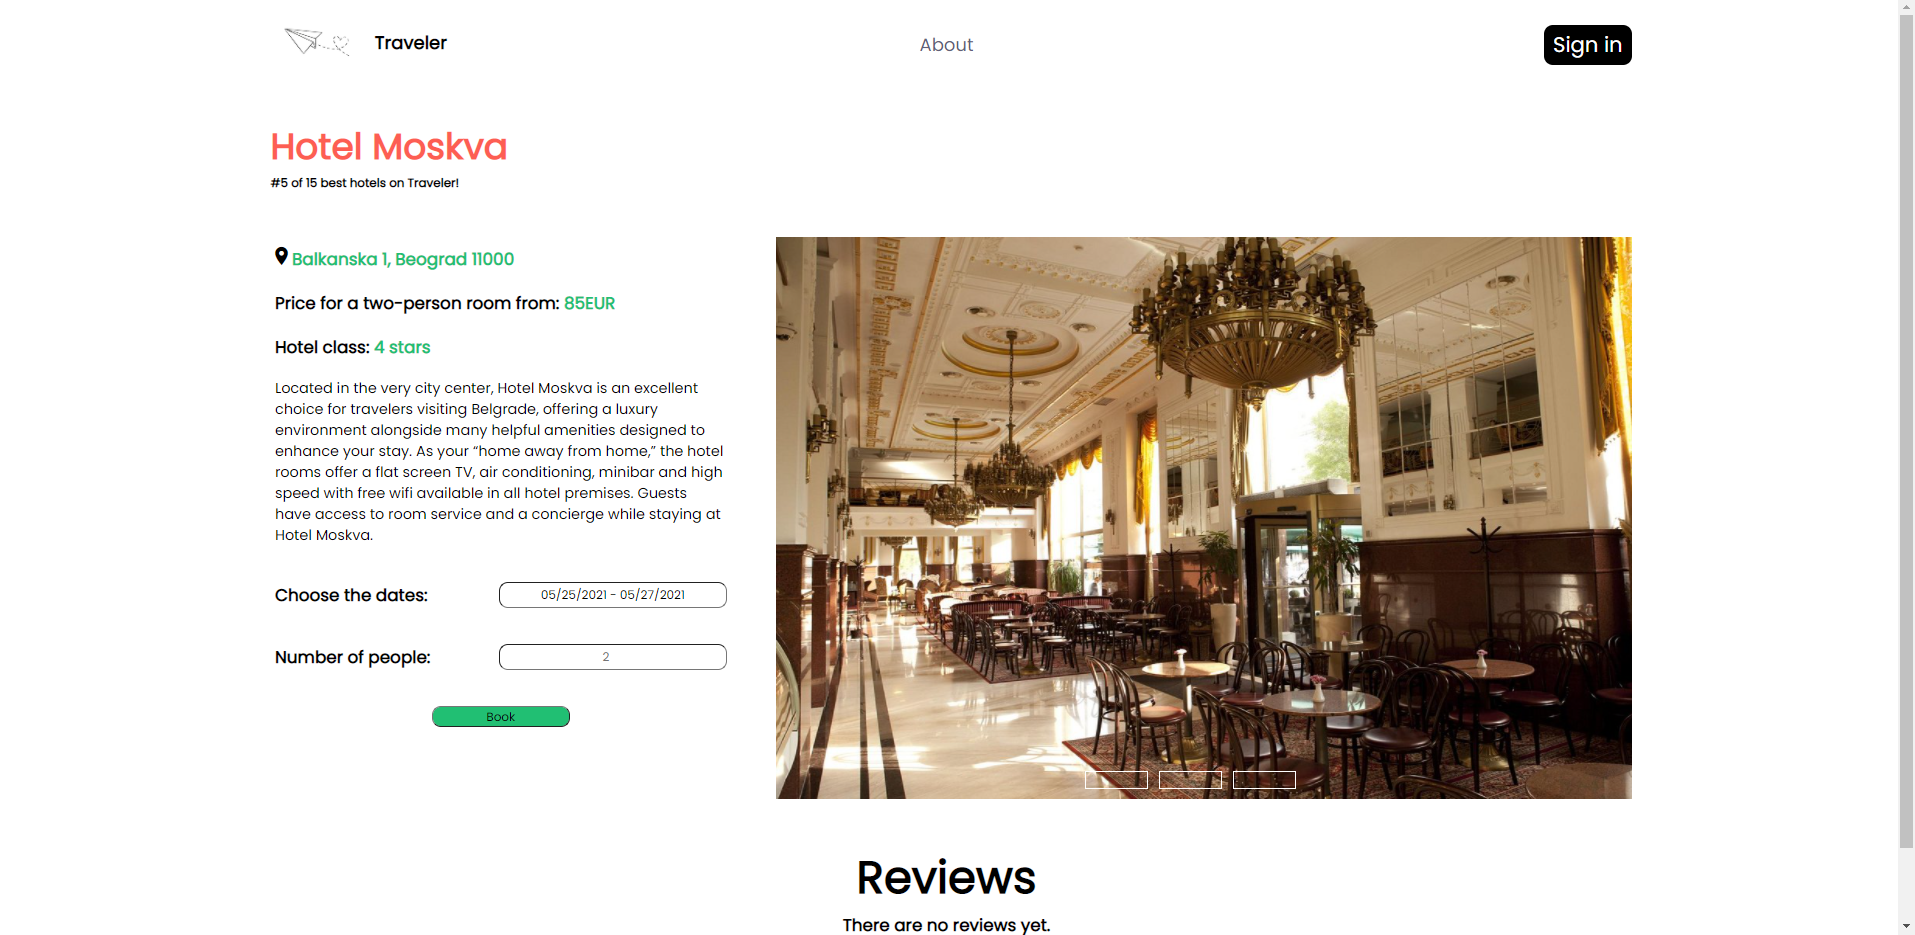 Traveler
About
Sign in
Hotel Moskva
#5 of 15 best hotels on Traveler!
Balkanska 1, Beograd 11000
Price for a two-person room from: 85EUR
Hotel class: 4 stars
Located in the very city center, Hotel Moskva is an excellent
choice for travelers visiting Belgrade, offering a luxury
environment alongside many helpful amenities designed to
enhance your stay. As your “home away from home,” the hotel
rooms offer a flat screen TV, air conditioning, minibar and high
speed with free wifi available in all hotel premises. Guests
have access to room service and a concierge while staying at
Hotel Moskva.
Choose the dates: 05/25/2021 - 05/27/2021
Number of people: 2
Book
Reviews
There are no reviews yet.